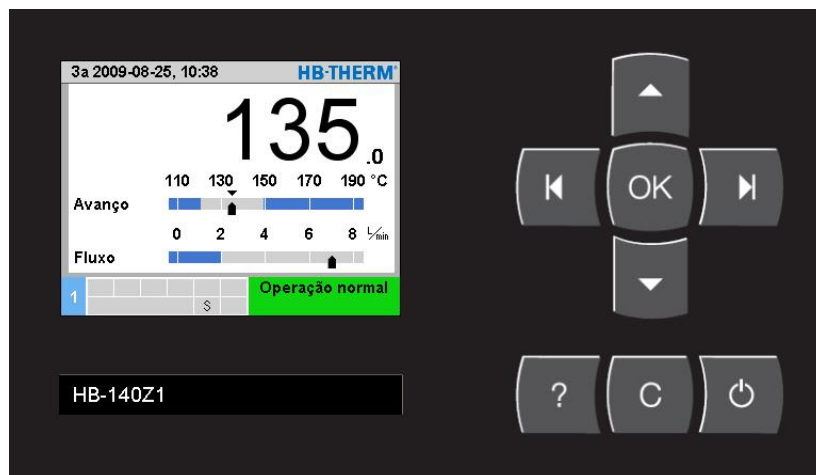 3a 2009-08-25, 10:38 HB-THERM®
135.0
110 130 150 170 190 °C
Avanço
0 2 4 6 8 L/min
Fluxo
1 S Operação normal
OK
HB-140Z1
? C